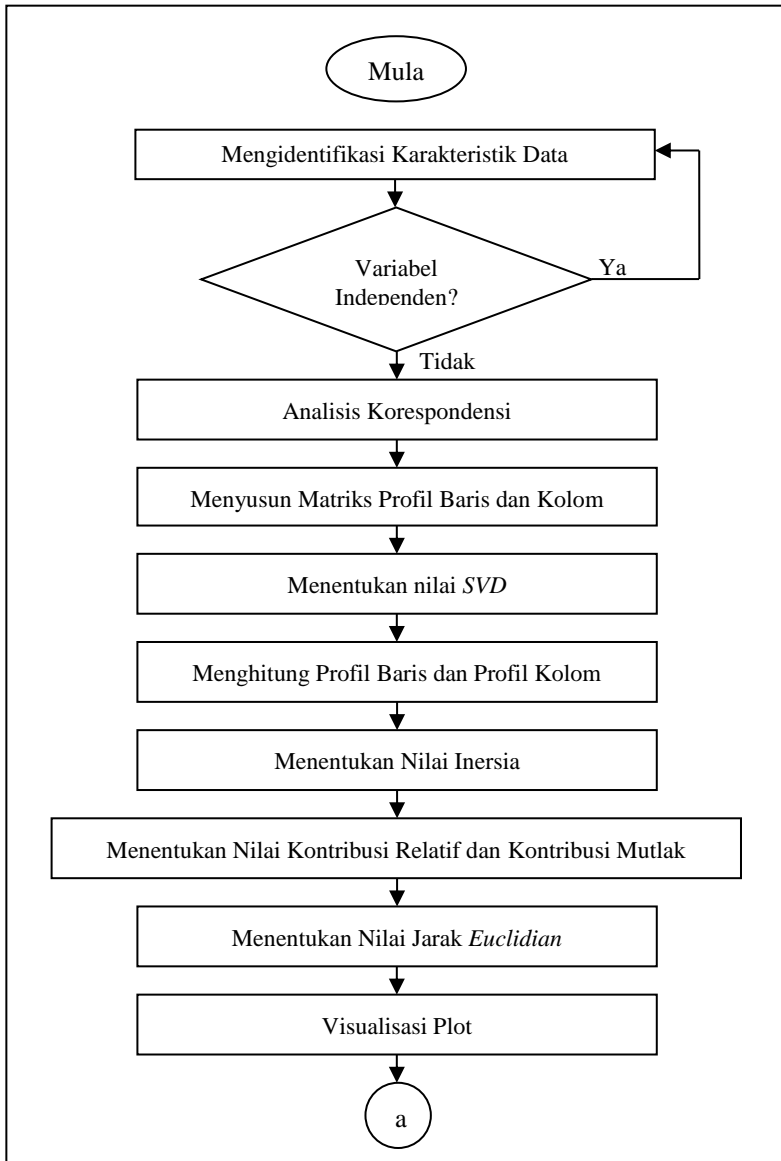 Mula
Mengidentifikasi Karakteristik Data
Variabel
Independen?
Ya
Tidak
Analisis Korespondensi
Menyusun Matriks Profil Baris dan Kolom
Menentukan nilai SVD
Menghitung Profil Baris dan Profil Kolom
Menentukan Nilai Inersia
Menentukan Nilai Kontribusi Relatif dan Kontribusi Mutlak
Menentukan Nilai Jarak Euclidian
Visualisasi Plot
a